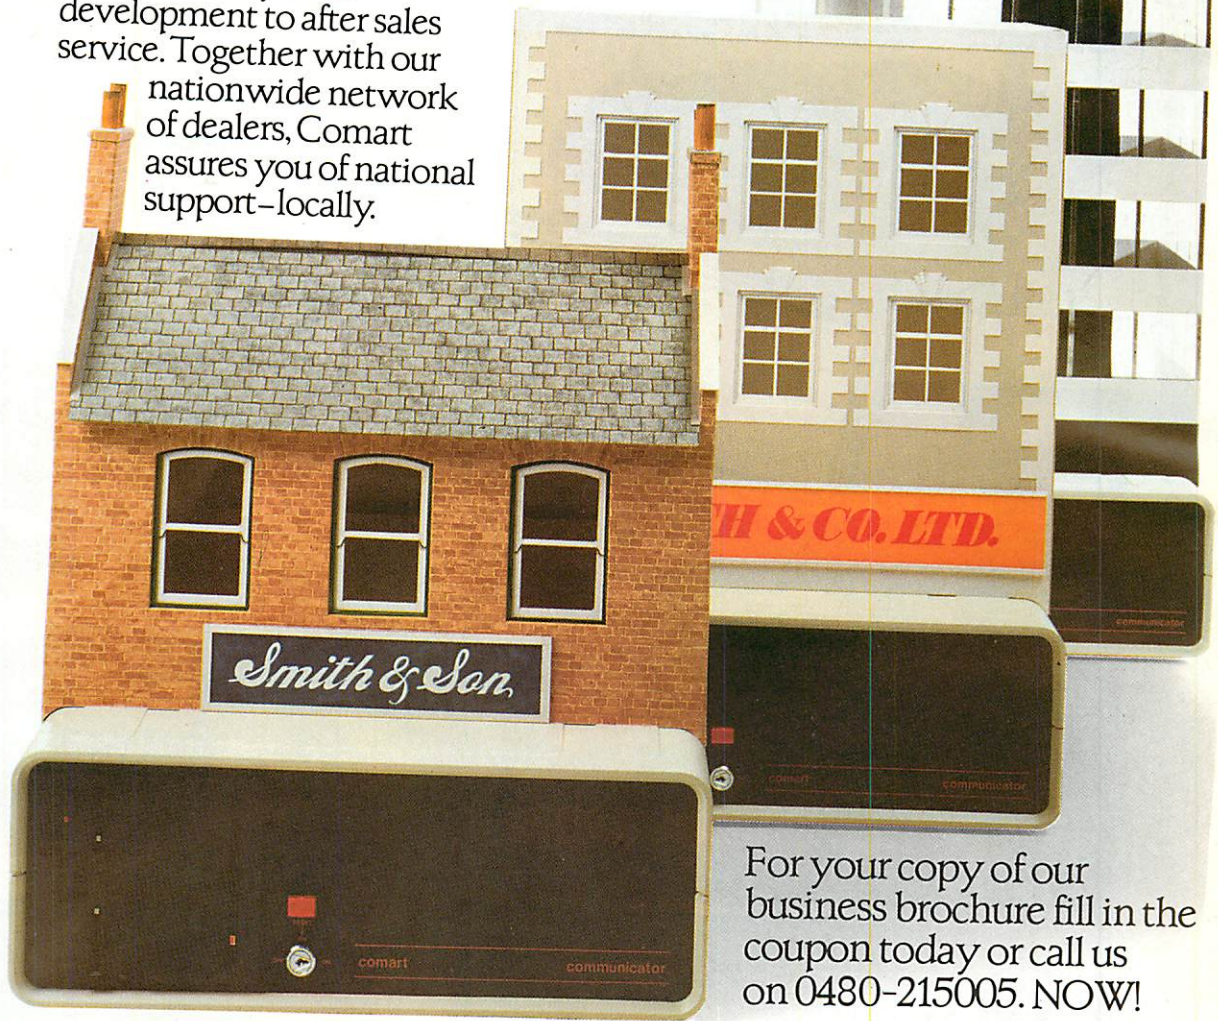 development to after sales
service. Together with our
nationwide network
of dealers, Comart
assures you of national
support–locally.
H & CO. LTD.
Smith & Son
communicator
comart communicator
comart communicator
For your copy of our
business brochure fill in the
coupon today or call us
on 0480-215005. NOW!